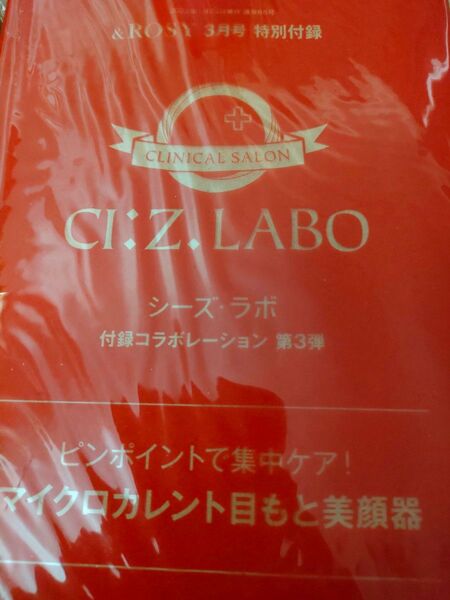 &ROSY 3月号 特別付録
CLINICAL SALON
CI:Z.LABO
シーズ・ラボ
付録コラボレーション 第3弾
ピンポイントで集中ケア!
マイクロカレント目もと美顔器